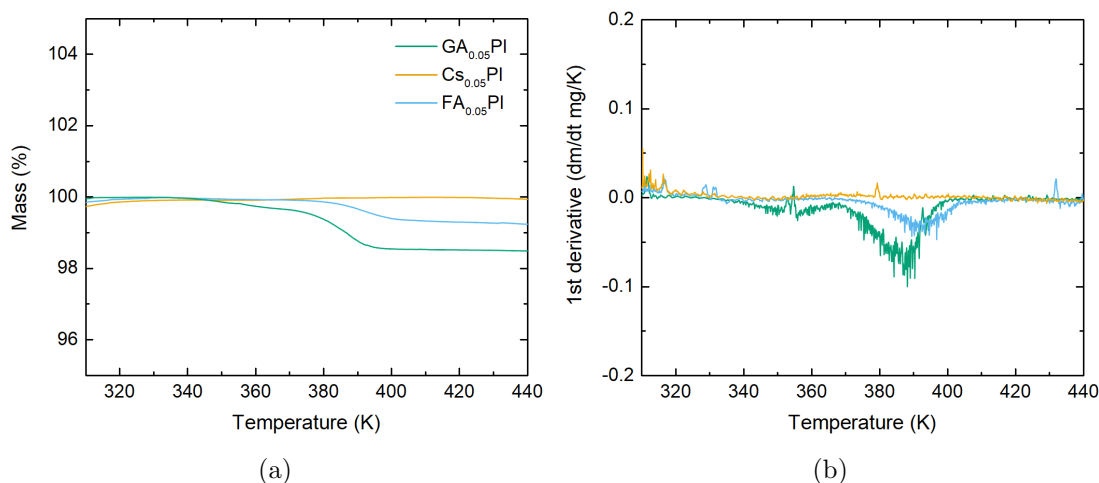 104
102
100
98
96
Mass (%)
GA0.05PI
Cs0.05PI
FA0.05PI
320 340 360 380 400 420 440
Temperature (K)
(a)
0.2
0.1
0.0
-0.1
-0.2
1st derivative (dm/dt mg/K)
320 340 360 380 400 420 440
Temperature (K)
(b)